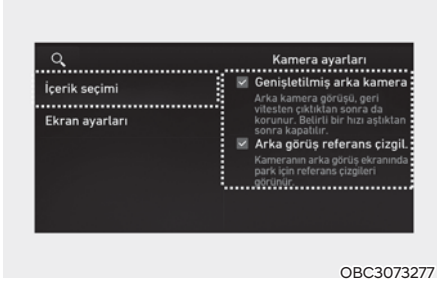 Kamera ayarları
İçerik seçimi
Ekran ayarları
Genişletilmiş arka kamera
Arka kamera görüşü, geri
vitesten çıktıktan sonra da
korunur. Belirli bir hızı aştıktan
sonra kapatılır.
Arka görüş referans çizgil.
Kameranın arka görüş ekranında
park için referans çizgileri
görünür.
OBC3073277